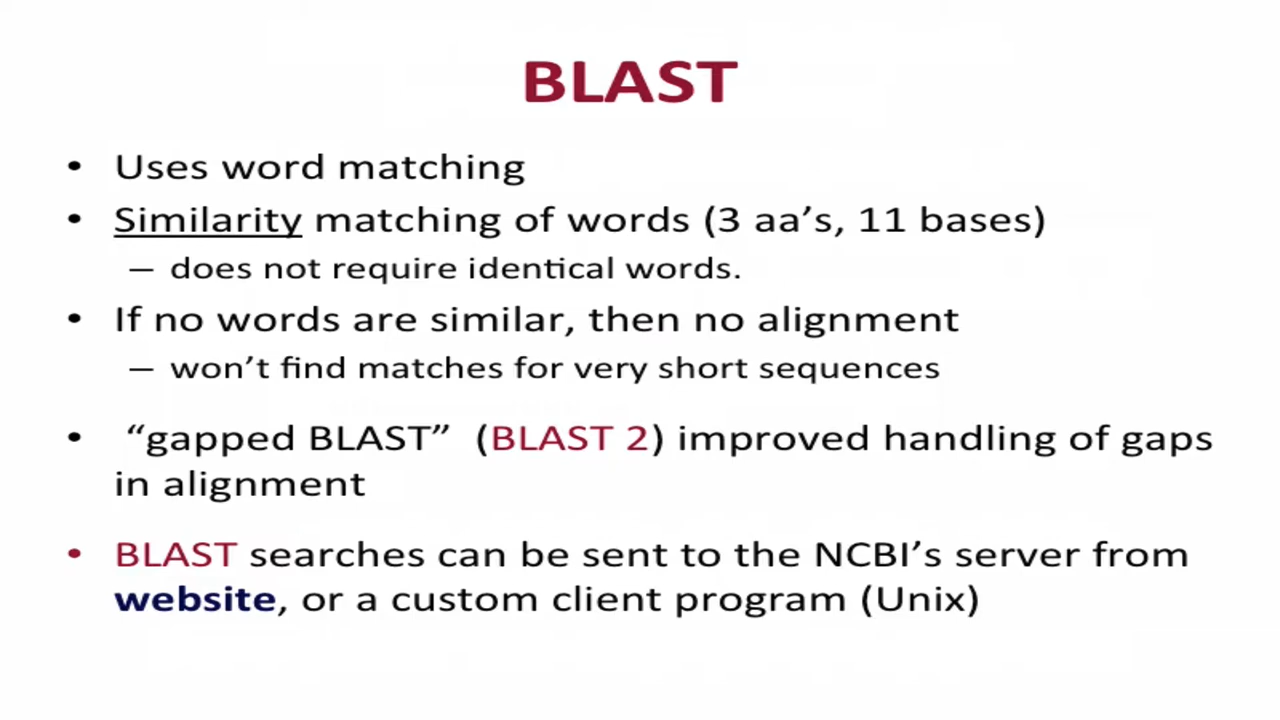 BLAST
• Uses word matching
• Similarity matching of words (3 aa’s, 11 bases)
– does not require identical words.
• If no words are similar, then no alignment
– won’t find matches for very short sequences
• “gapped BLAST” (BLAST 2) improved handling of gaps
in alignment
• BLAST searches can be sent to the NCBI’s server from
website, or a custom client program (Unix)